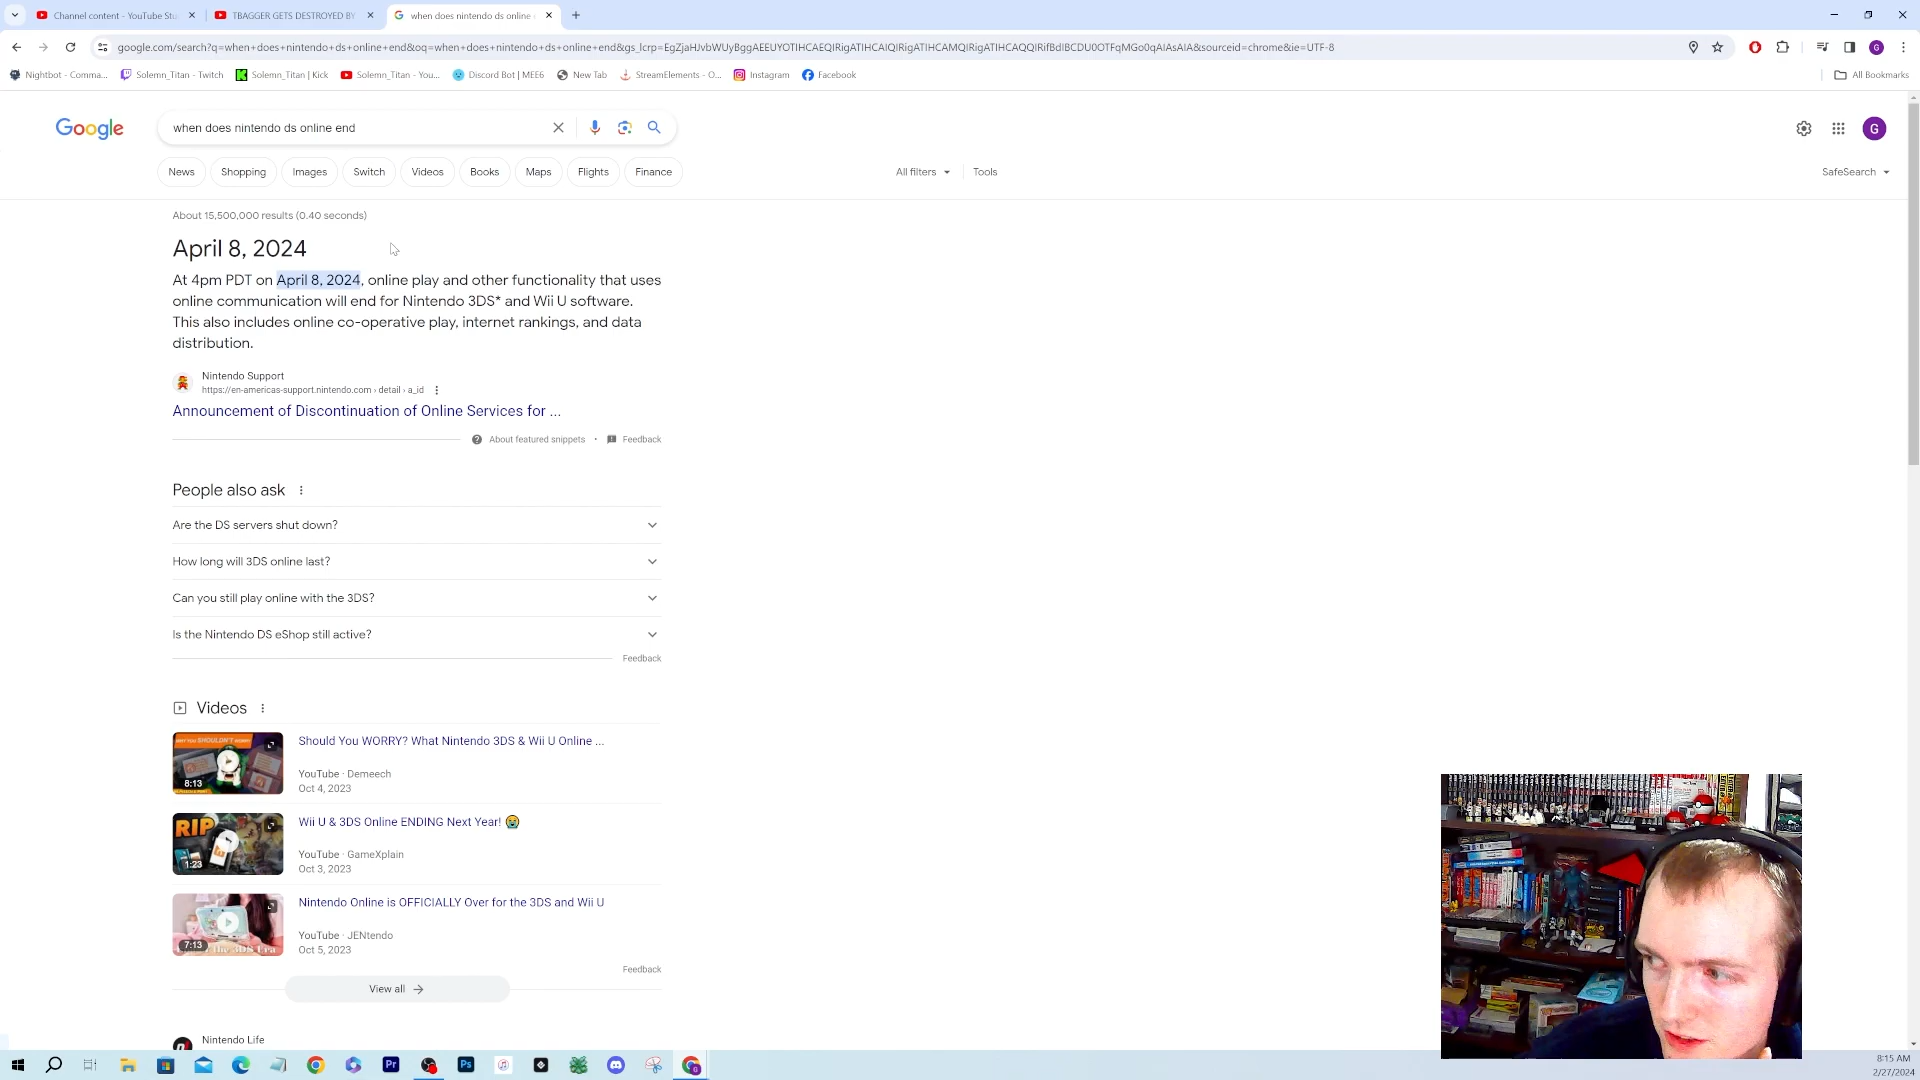 Channel content - YouTube Stu
TBAGGER GETS DESTROYED BY
when does nintendo ds online e
google.com/search?q=when+does+nintendo+ds+online+end&oq=when+does+nintendo+ds+online+end&gs_lcrp=EgZjaHJvbWUyBggAEEUYOTIHCAEQIRigATIHCAIQIRigATIHCAMQIRigATIHCAQQIRifBdIBCDU0OTFqMGo0qAIAsAIA&sourceid=chrome&ie=UTF-8
Nightbot - Comma...
Solemn_Titan - Twitch
Solemn_Titan | Kick
Solemn_Titan - You...
Discord Bot | MEE6
New Tab
StreamElements - O...
Instagram
Facebook
All Bookmarks
Google
when does nintendo ds online end
G
News
Shopping
Images
Switch
Videos
Books
Maps
Flights
Finance
All filters
Tools
SafeSearch
About 15,500,000 results (0.40 seconds)
April 8, 2024
At 4pm PDT on April 8, 2024, online play and other functionality that uses
online communication will end for Nintendo 3DS* and Wii U software.
This also includes online co-operative play, internet rankings, and data
distribution.
Nintendo Support
https://en-americas-support.nintendo.com › detail › a_id
Announcement of Discontinuation of Online Services for ...
About featured snippets • Feedback
People also ask
Are the DS servers shut down?
How long will 3DS online last?
Can you still play online with the 3DS?
Is the Nintendo DS eShop still active?
Feedback
Videos
8:13
Should You WORRY? What Nintendo 3DS & Wii U Online ...
YouTube · Demeech
Oct 4, 2023
RIP
1:23
Wii U & 3DS Online ENDING Next Year! 😭
YouTube · GameXplain
Oct 3, 2023
7:13
Nintendo Online is OFFICIALLY Over for the 3DS and Wii U
YouTube · JENtendo
Oct 5, 2023
Feedback
View all
Nintendo Life
Pr
Ps
8:15 AM
2/27/2024